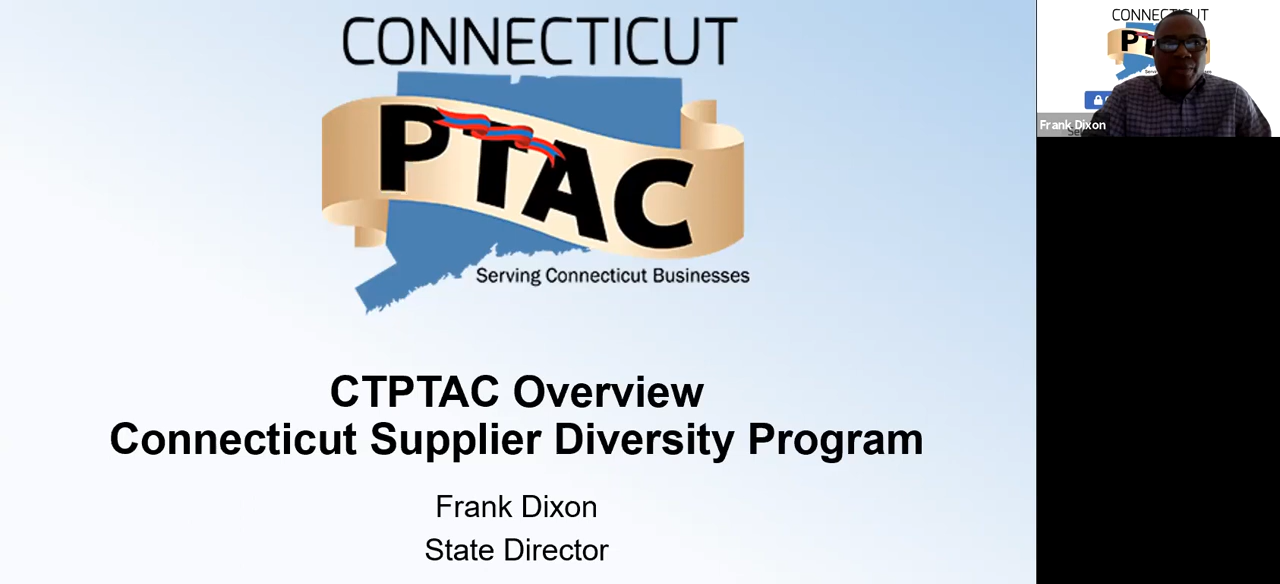 CONNECTICUT
PTAC
Serving Connecticut Businesses
CTPTAC Overview
Connecticut Supplier Diversity Program
Frank Dixon
State Director
CONNECTICUT
Frank Dixon